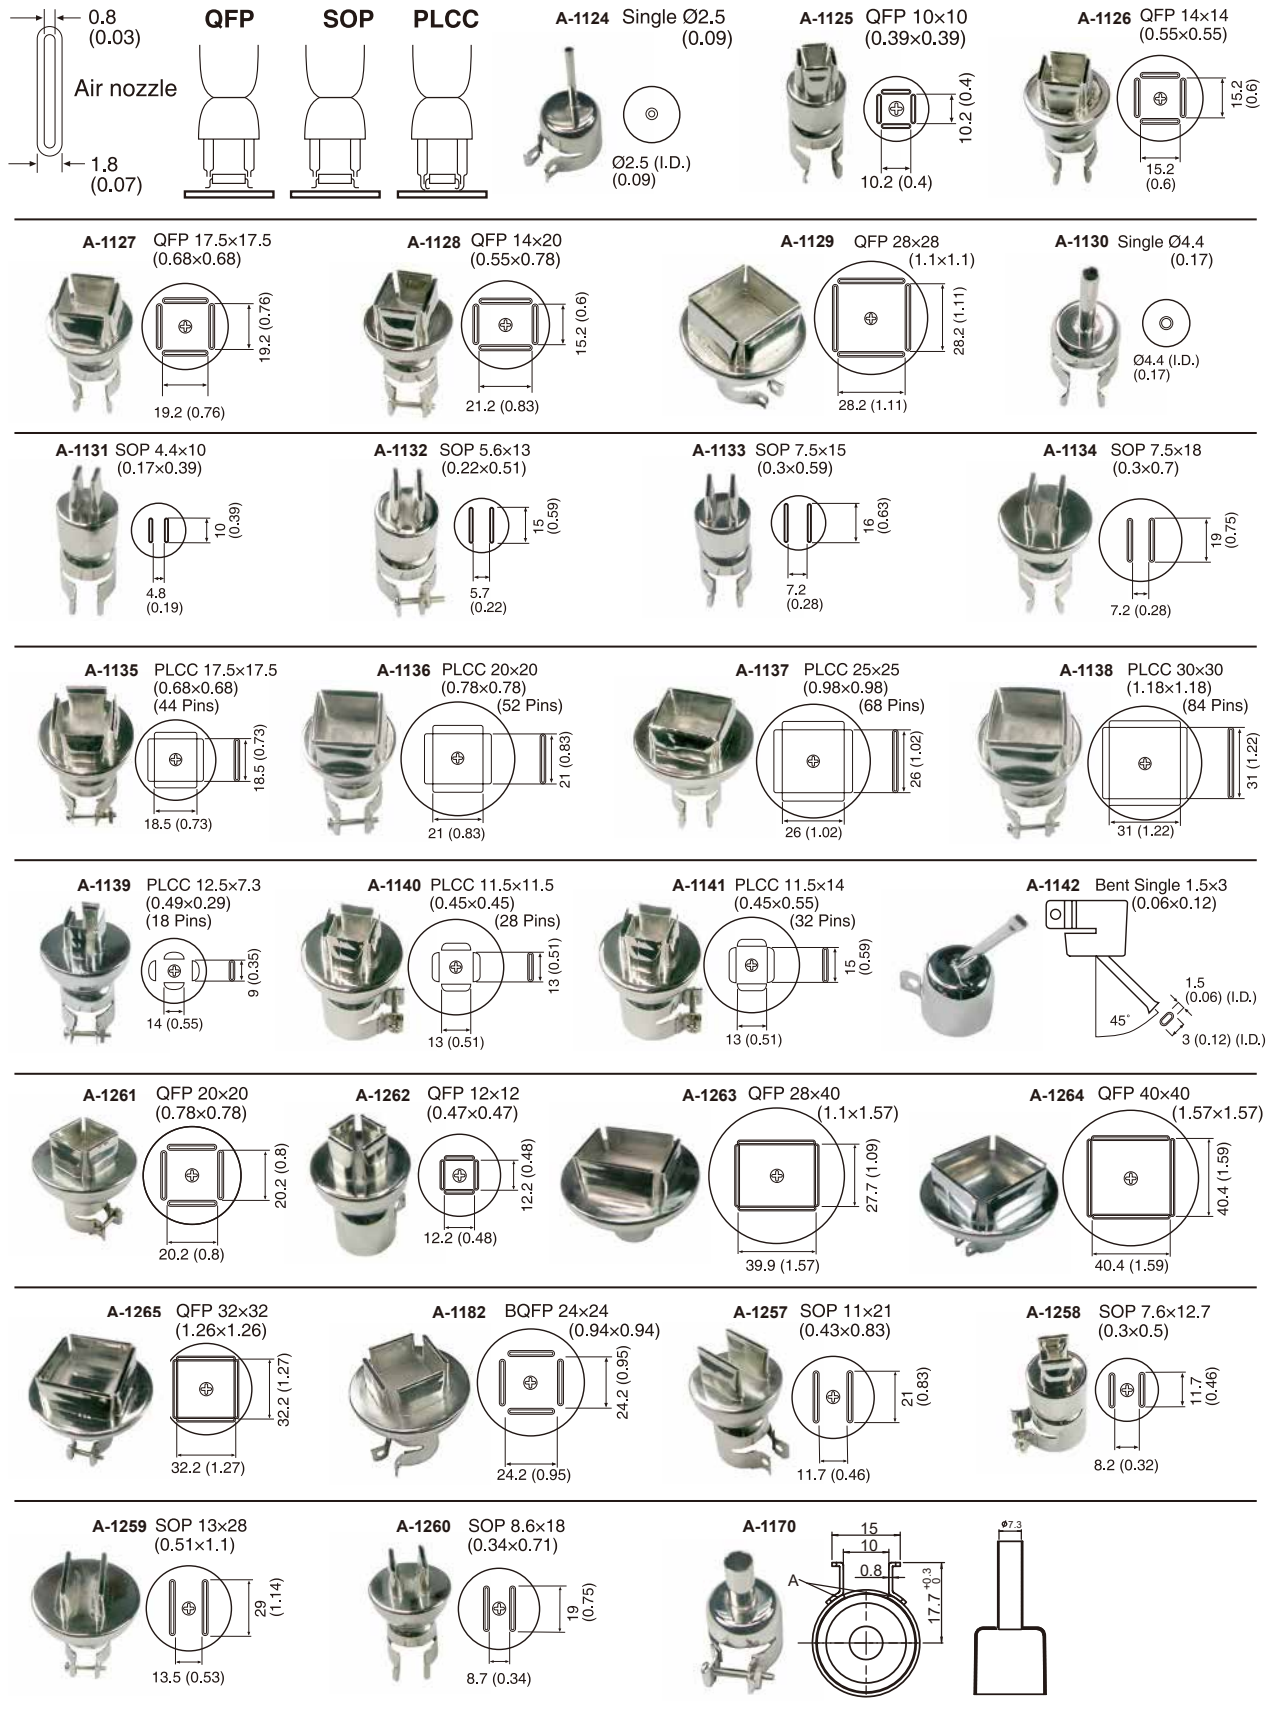 0.8
(0.03)
Air nozzle
1.8
(0.07)
QFP
SOP
PLCC
A-1124 Single Ø2.5
(0.09)
Ø2.5 (I.D.)
(0.09)
A-1125 QFP 10×10
(0.39×0.39)
10.2 (0.4)
10.2 (0.4)
A-1126 QFP 14×14
(0.55×0.55)
15.2
(0.6)
15.2
(0.6)
A-1127 QFP 17.5×17.5
(0.68×0.68)
19.2 (0.76)
19.2 (0.76)
A-1128 QFP 14×20
(0.55×0.78)
15.2 (0.6)
21.2 (0.83)
A-1129 QFP 28×28
(1.1×1.1)
28.2 (1.11)
28.2 (1.11)
A-1130 Single Ø4.4
(0.17)
Ø4.4 (I.D.)
(0.17)
A-1131 SOP 4.4×10
(0.17×0.39)
10
(0.39)
4.8
(0.19)
A-1132 SOP 5.6×13
(0.22×0.51)
15
(0.59)
5.7
(0.22)
A-1133 SOP 7.5×15
(0.3×0.59)
16
(0.63)
7.2
(0.28)
A-1134 SOP 7.5×18
(0.3×0.7)
19
(0.75)
7.2 (0.28)
A-1135 PLCC 17.5×17.5
(0.68×0.68)
(44 Pins)
18.5 (0.73)
18.5 (0.73)
A-1136 PLCC 20×20
(0.78×0.78)
(52 Pins)
21 (0.83)
21 (0.83)
A-1137 PLCC 25×25
(0.98×0.98)
(68 Pins)
26 (1.02)
26 (1.02)
A-1138 PLCC 30×30
(1.18×1.18)
(84 Pins)
31 (1.22)
31 (1.22)
A-1139 PLCC 12.5×7.3
(0.49×0.29)
(18 Pins)
9 (0.35)
14 (0.55)
A-1140 PLCC 11.5×11.5
(0.45×0.45)
(28 Pins)
13 (0.51)
13 (0.51)
A-1141 PLCC 11.5×14
(0.45×0.55)
(32 Pins)
15
(0.59)
13 (0.51)
A-1142 Bent Single 1.5×3
(0.06×0.12)
1.5
(0.06) (I.D.)
45°
3 (0.12) (I.D.)
A-1261 QFP 20×20
(0.78×0.78)
20.2 (0.8)
20.2 (0.8)
A-1262 QFP 12×12
(0.47×0.47)
12.2 (0.48)
12.2 (0.48)
A-1263 QFP 28×40
(1.1×1.57)
27.7 (1.09)
39.9 (1.57)
A-1264 QFP 40×40
(1.57×1.57)
40.4 (1.59)
40.4 (1.59)
A-1265 QFP 32×32
(1.26×1.26)
32.2 (1.27)
32.2 (1.27)
A-1182 BQFP 24×24
(0.94×0.94)
24.2 (0.95)
24.2 (0.95)
A-1257 SOP 11×21
(0.43×0.83)
21
(0.83)
11.7 (0.46)
A-1258 SOP 7.6×12.7
(0.3×0.5)
11.7
(0.46)
8.2 (0.32)
A-1259 SOP 13×28
(0.51×1.1)
29
(1.14)
13.5 (0.53)
A-1260 SOP 8.6×18
(0.34×0.71)
19
(0.75)
8.7 (0.34)
A-1170
15
10
0.8
A
17.7 +0.3
0
ø7.3